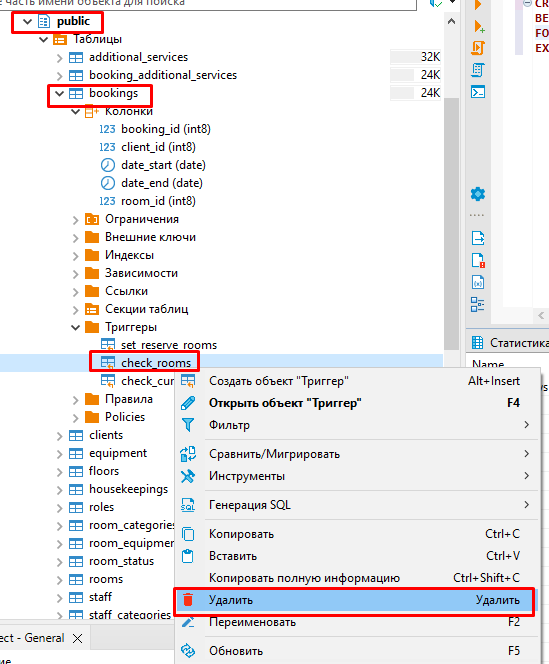 часть имени объекта для поиска
public
Таблицы
additional_services 32K
booking_additional_services 24K
bookings 24K
Колонки
123 booking_id (int8)
123 client_id (int8)
date_start (date)
date_end (date)
123 room_id (int8)
Ограничения
Внешние ключи
Индексы
Зависимости
Ссылки
Секции таблиц
Триггеры
set_reserve_rooms
check_rooms
check_cur
Правила
Policies
clients
equipment
floors
housekeepings
roles
room_categories
room_equipmen
room_status
rooms
staff
staff_categories
Создать объект "Триггер" Alt+Insert
Открыть объект "Триггер" F4
Фильтр
Сравнить/Мигрировать
Инструменты
Генерация SQL
SQL
Копировать Ctrl+C
Вставить Ctrl+V
Копировать полную информацию Ctrl+Shift+C
Удалить Удалить
Переименовать F2
Обновить F5
CR
BE
FO
EX
Статистика
Name
ect - General